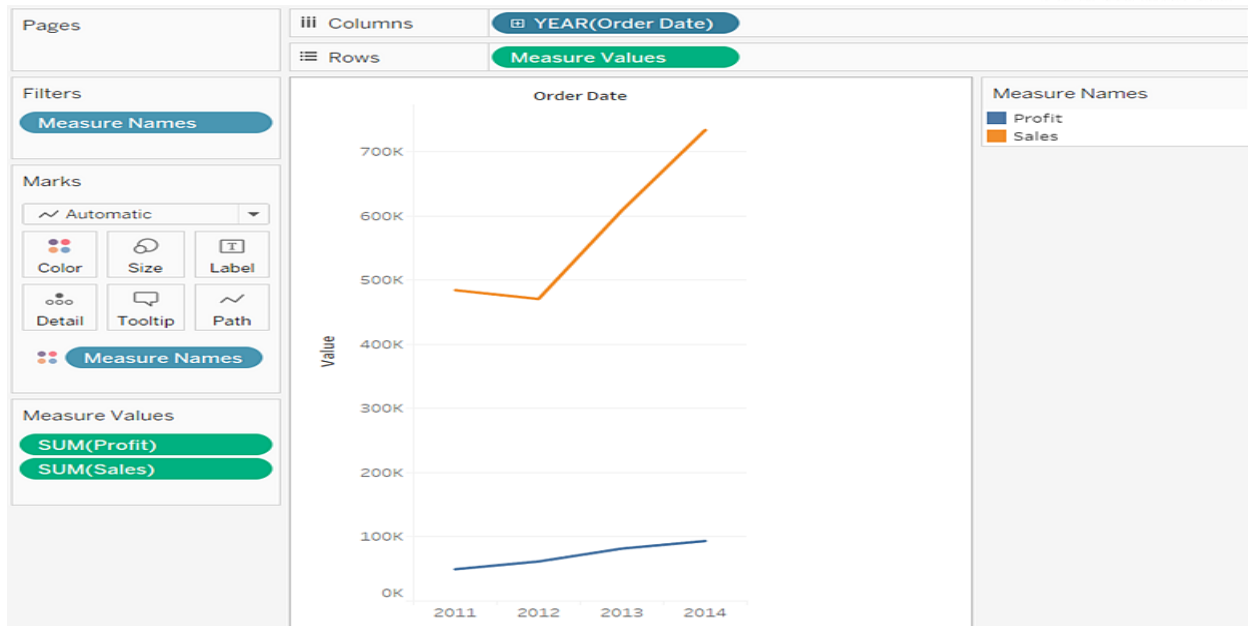 Pages
Columns
YEAR(Order Date)
Rows
Measure Values
Filters
Measure Names
Marks
Automatic
Color
Size
Label
Detail
Tooltip
Path
Measure Names
Measure Values
SUM(Profit)
SUM(Sales)
Order Date
Value
700K
600K
500K
400K
300K
200K
100K
0K
2011 2012 2013 2014
Measure Names
Profit
Sales